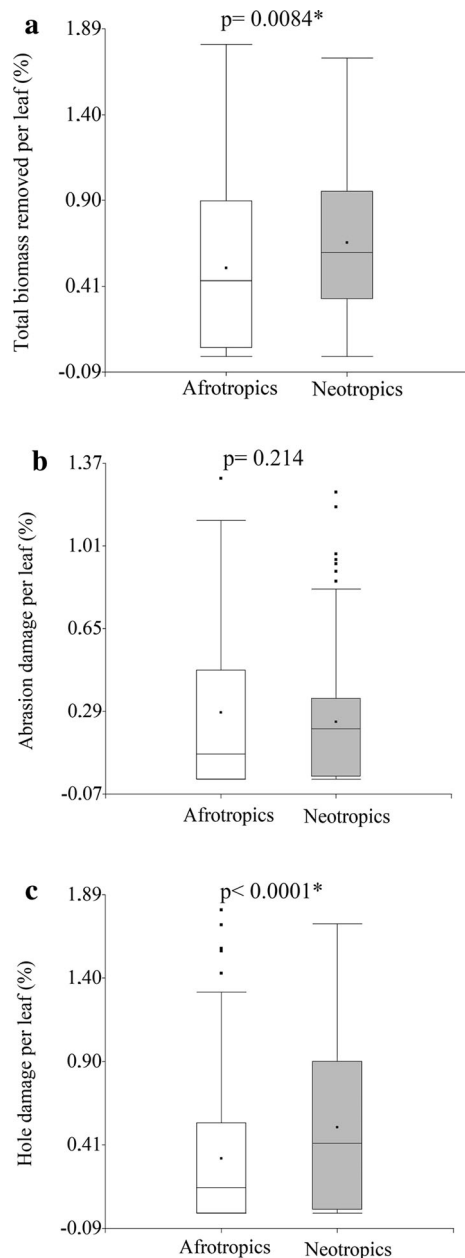 a
p= 0.0084*
Total biomass removed per leaf (%)
1.89
1.40
0.90
0.41
-0.09
Afrotropics
Neotropics
b
p= 0.214
Abrasion damage per leaf (%)
1.37
1.01
0.65
0.29
-0.07
Afrotropics
Neotropics
c
p< 0.0001*
Hole damage per leaf (%)
1.89
1.40
0.90
0.41
-0.09
Afrotropics
Neotropics